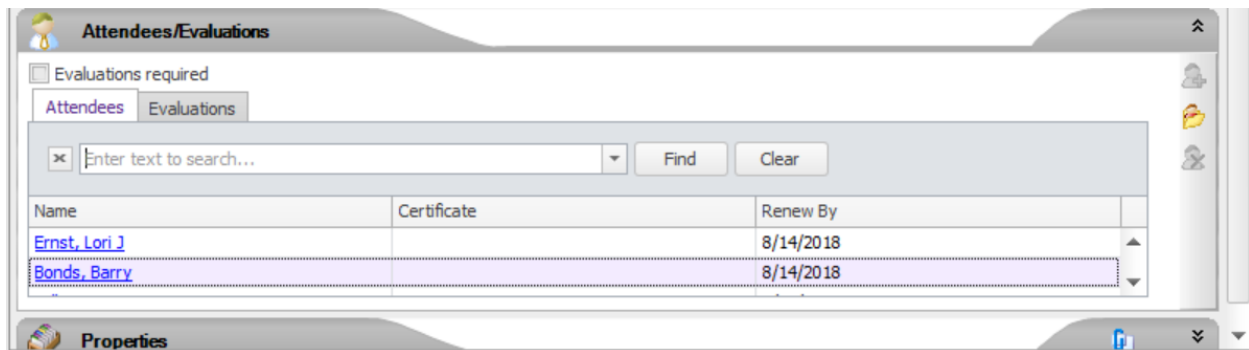 Attendees/Evaluations
Evaluations required
Attendees Evaluations
Enter text to search... Find Clear
Name Certificate Renew By
Ernst, Lori J 8/14/2018
Bonds, Barry 8/14/2018
Properties